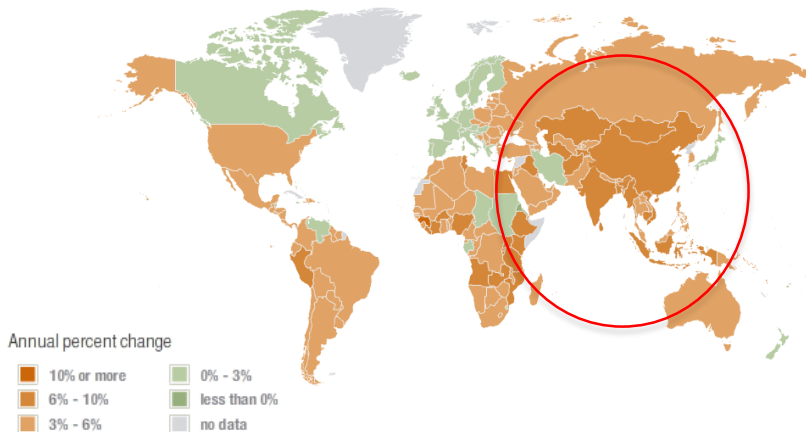 Annual percent change
10% or more
6% - 10%
3% - 6%
0% - 3%
less than 0%
no data